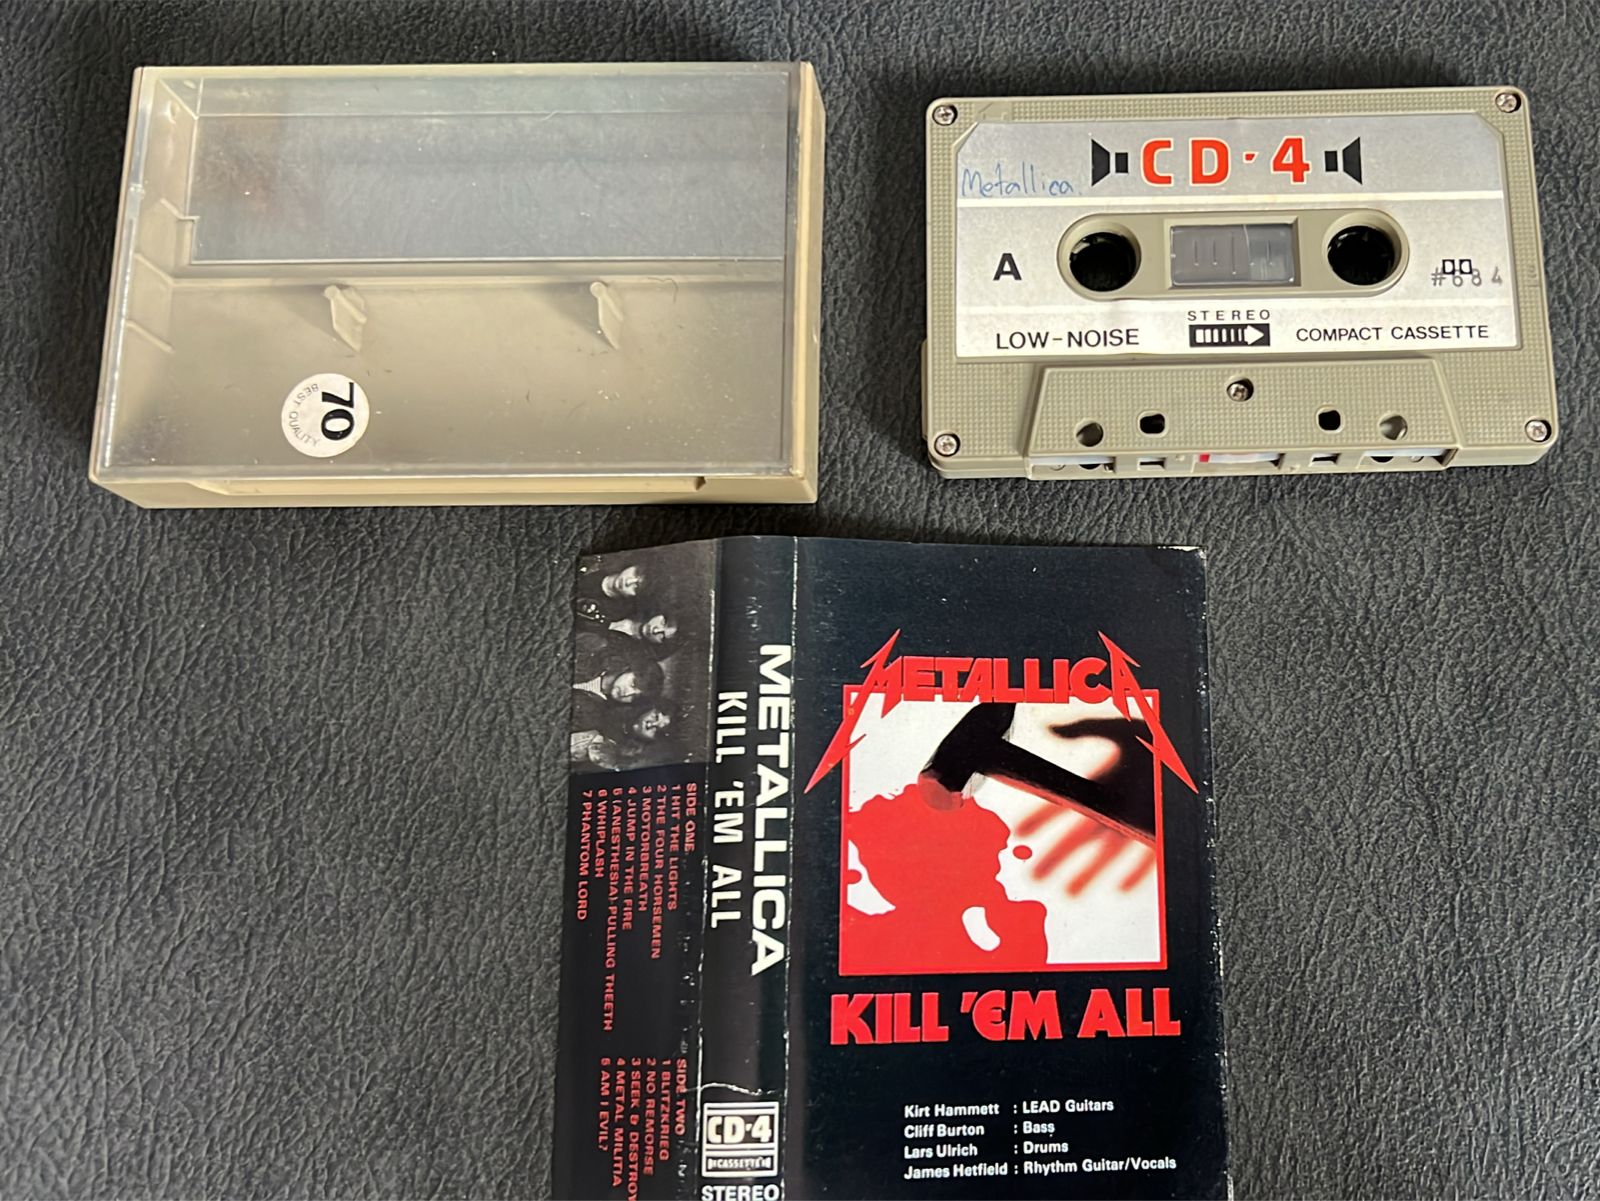 70
BEST QUALITY
Metallica
CD-4
A
#684
STEREO
LOW-NOISE
COMPACT CASSETTE
METALLICA
KILL 'EM ALL
Kirt Hammett : LEAD Guitars
Cliff Burton : Bass
Lars Ulrich : Drums
James Hetfield : Rhythm Guitar/Vocals
METALLICA
KILL 'EM ALL
CD-4
CASSETTE
STEREO
SIDE ONE
1 HIT THE LIGHTS
2 THE FOUR HORSEMEN
3 MOTORBREATH
4 JUMP IN THE FIRE
5 (ANESTHESIA)-PULLING THEETH
6 WHIPLASH
7 PHANTOM LORD
SIDE TWO
1 BLITZKRIEG
2 NO REMORSE
3 SEEK & DESTROY
4 METAL MILITIA
5 AM I EVIL?